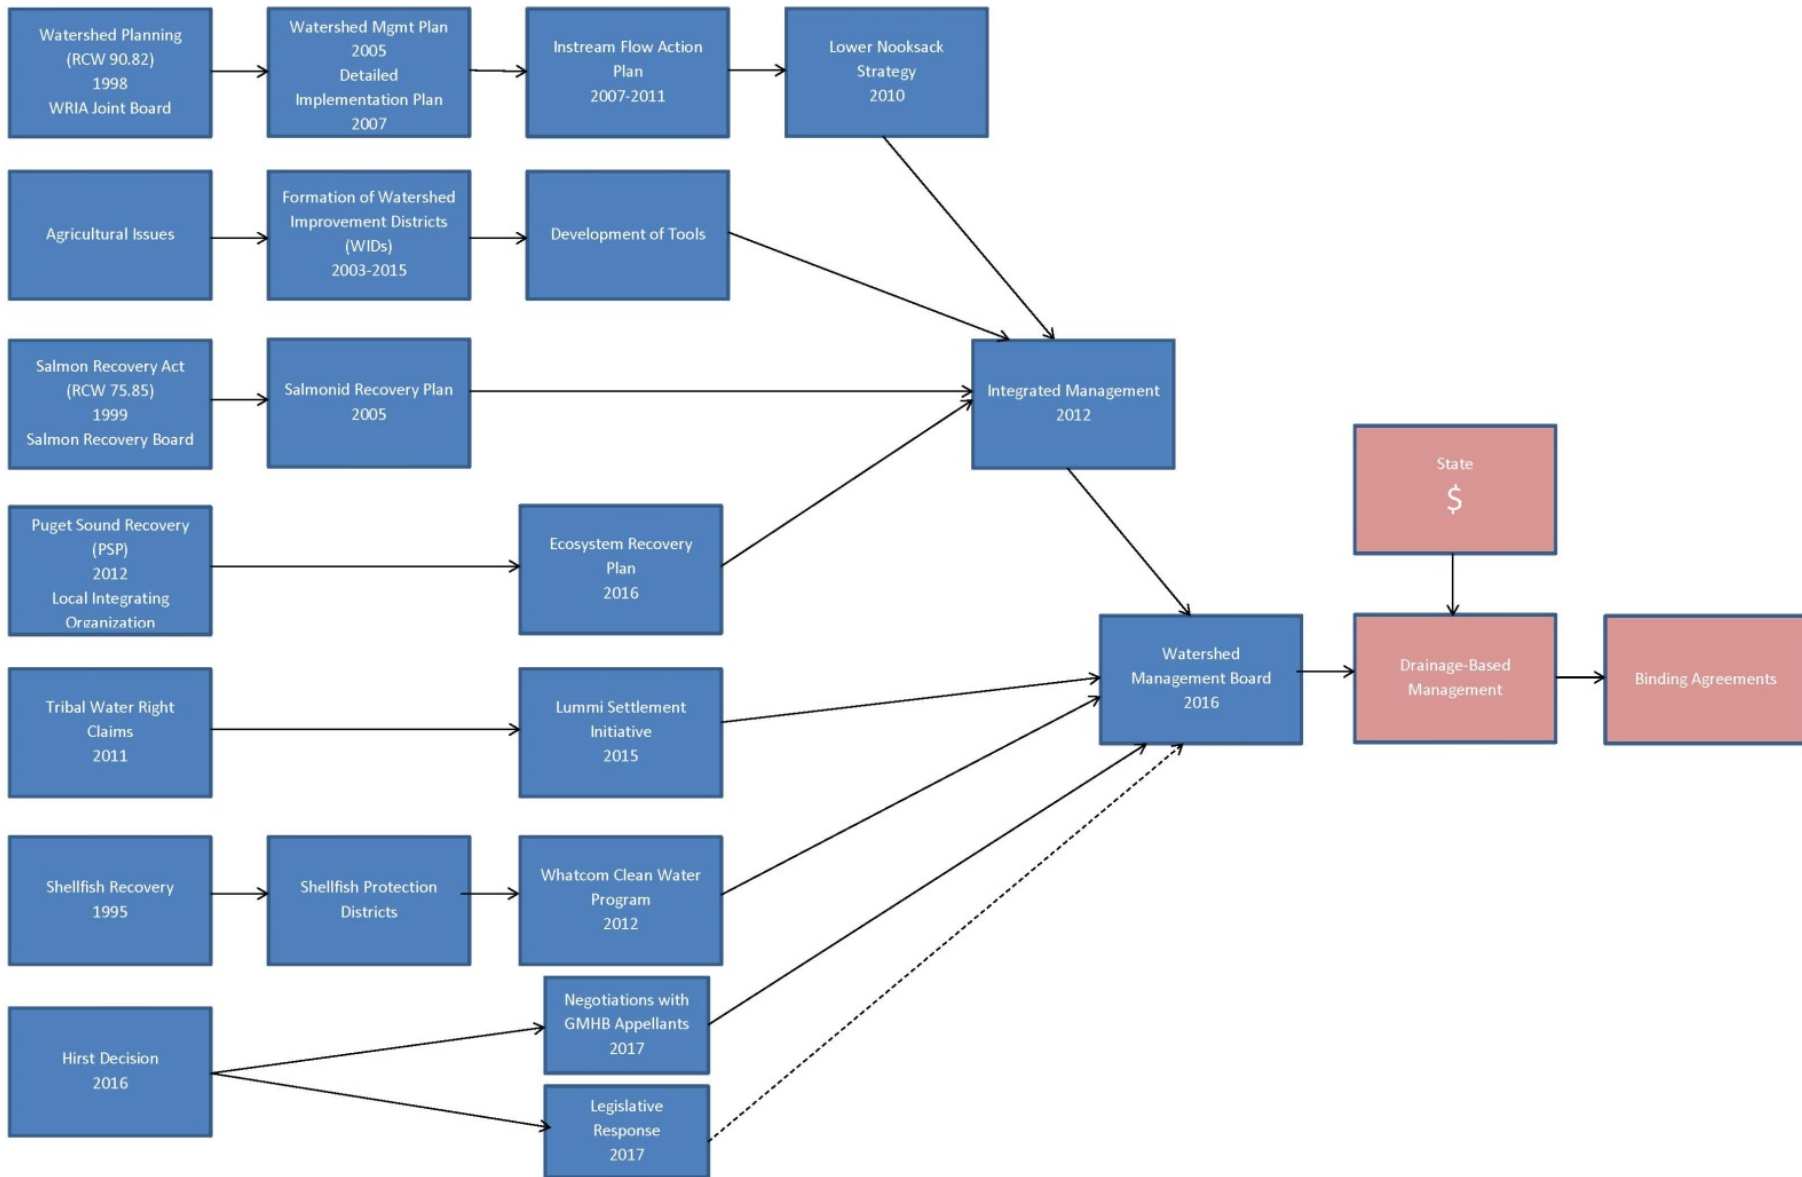 Watershed Planning
(RCW 90.82)
1998
WRIA Joint Board
Watershed Mgmt Plan
2005
Detailed
Implementation Plan
2007
Instream Flow Action
Plan
2007-2011
Lower Nooksack
Strategy
2010
Agricultural Issues
Formation of Watershed
Improvement Districts
(WIDs)
2003-2015
Development of Tools
Salmon Recovery Act
(RCW 75.85)
1999
Salmon Recovery Board
Salmonid Recovery Plan
2005
Integrated Management
2012
State
$
Puget Sound Recovery
(PSP)
2012
Local Integrating
Organization
Ecosystem Recovery
Plan
2016
Watershed
Management Board
2016
Drainage-Based
Management
Binding Agreements
Tribal Water Right
Claims
2011
Lummi Settlement
Initiative
2015
Shellfish Recovery
1995
Shellfish Protection
Districts
Whatcom Clean Water
Program
2012
Hirst Decision
2016
Negotiations with
GMHB Appellants
2017
Legislative
Response
2017